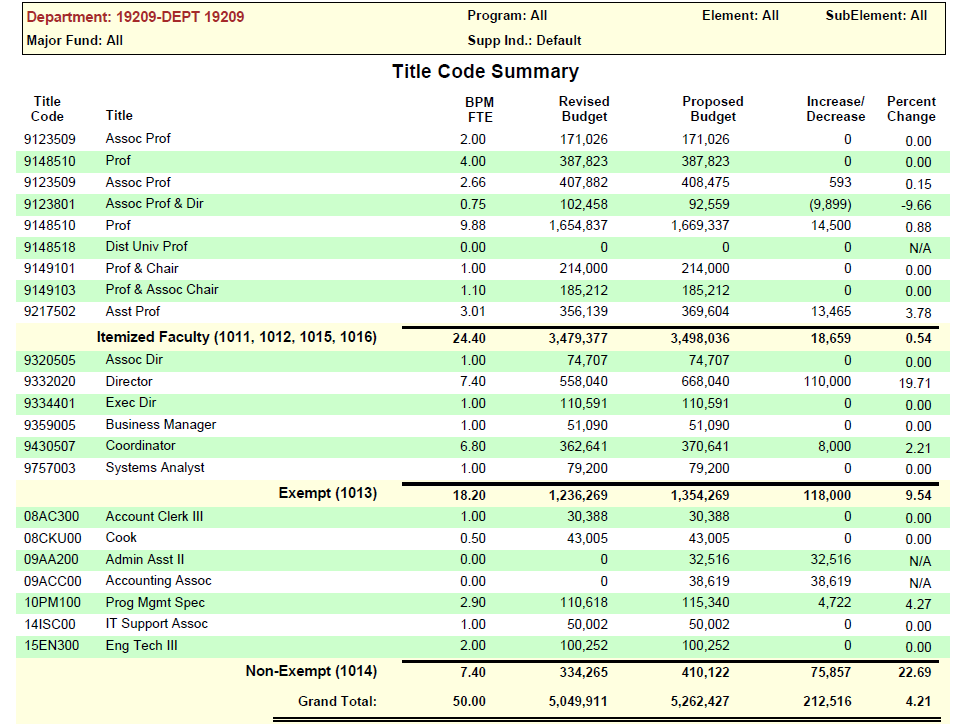 Department: 19209-DEPT 19209 Program: All Element: All SubElement: All
Major Fund: All Supp Ind.: Default
Title Code Summary
Title Code Title BPM FTE Revised Budget Proposed Budget Increase/ Decrease Percent Change
9123509 Assoc Prof 2.00 171,026 171,026 0 0.00
9148510 Prof 4.00 387,823 387,823 0 0.00
9123509 Assoc Prof 2.66 407,882 408,475 593 0.15
9123801 Assoc Prof & Dir 0.75 102,458 92,559 (9,899) -9.66
9148510 Prof 9.88 1,654,837 1,669,337 14,500 0.88
9148518 Dist Univ Prof 0.00 0 0 0 N/A
9149101 Prof & Chair 1.00 214,000 214,000 0 0.00
9149103 Prof & Assoc Chair 1.10 185,212 185,212 0 0.00
9217502 Asst Prof 3.01 356,139 369,604 13,465 3.78
Itemized Faculty (1011, 1012, 1015, 1016) 24.40 3,479,377 3,498,036 18,659 0.54
9320505 Assoc Dir 1.00 74,707 74,707 0 0.00
9332020 Director 7.40 558,040 668,040 110,000 19.71
9334401 Exec Dir 1.00 110,591 110,591 0 0.00
9359005 Business Manager 1.00 51,090 51,090 0 0.00
9430507 Coordinator 6.80 362,641 370,641 8,000 2.21
9757003 Systems Analyst 1.00 79,200 79,200 0 0.00
Exempt (1013) 18.20 1,236,269 1,354,269 118,000 9.54
08AC300 Account Clerk III 1.00 30,388 30,388 0 0.00
08CKU00 Cook 0.50 43,005 43,005 0 0.00
09AA200 Admin Asst II 0.00 0 32,516 32,516 N/A
09ACC00 Accounting Assoc 0.00 0 38,619 38,619 N/A
10PM100 Prog Mgmt Spec 2.90 110,618 115,340 4,722 4.27
14ISC00 IT Support Assoc 1.00 50,002 50,002 0 0.00
15EN300 Eng Tech III 2.00 100,252 100,252 0 0.00
Non-Exempt (1014) 7.40 334,265 410,122 75,857 22.69
Grand Total: 50.00 5,049,911 5,262,427 212,516 4.21